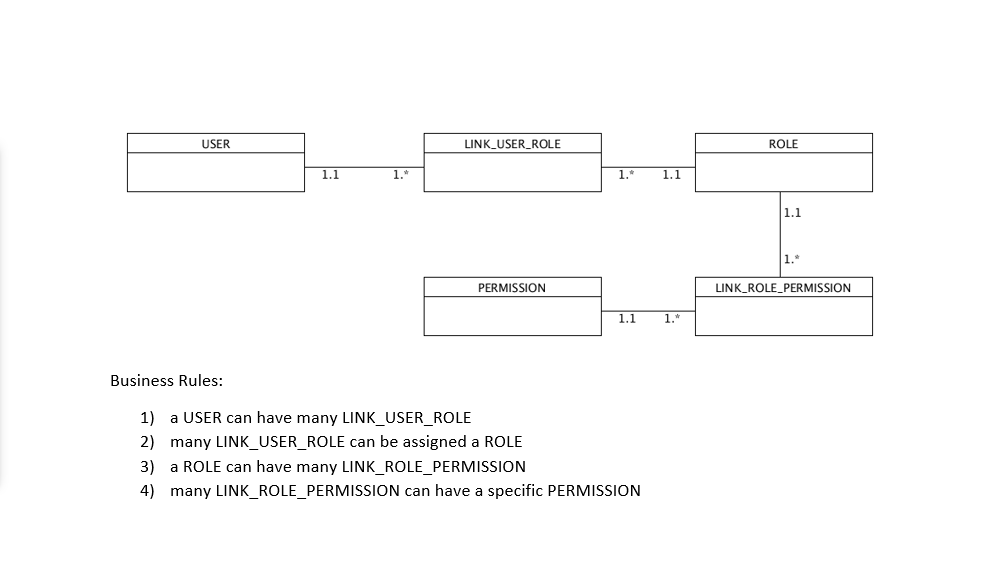 USER
LINK_USER_ROLE
ROLE
1.1
1.*
1.*
1.1
1.1
1.*
PERMISSION
LINK_ROLE_PERMISSION
1.1
1.*
Business Rules:
1) a USER can have many LINK_USER_ROLE
2) many LINK_USER_ROLE can be assigned a ROLE
3) a ROLE can have many LINK_ROLE_PERMISSION
4) many LINK_ROLE_PERMISSION can have a specific PERMISSION